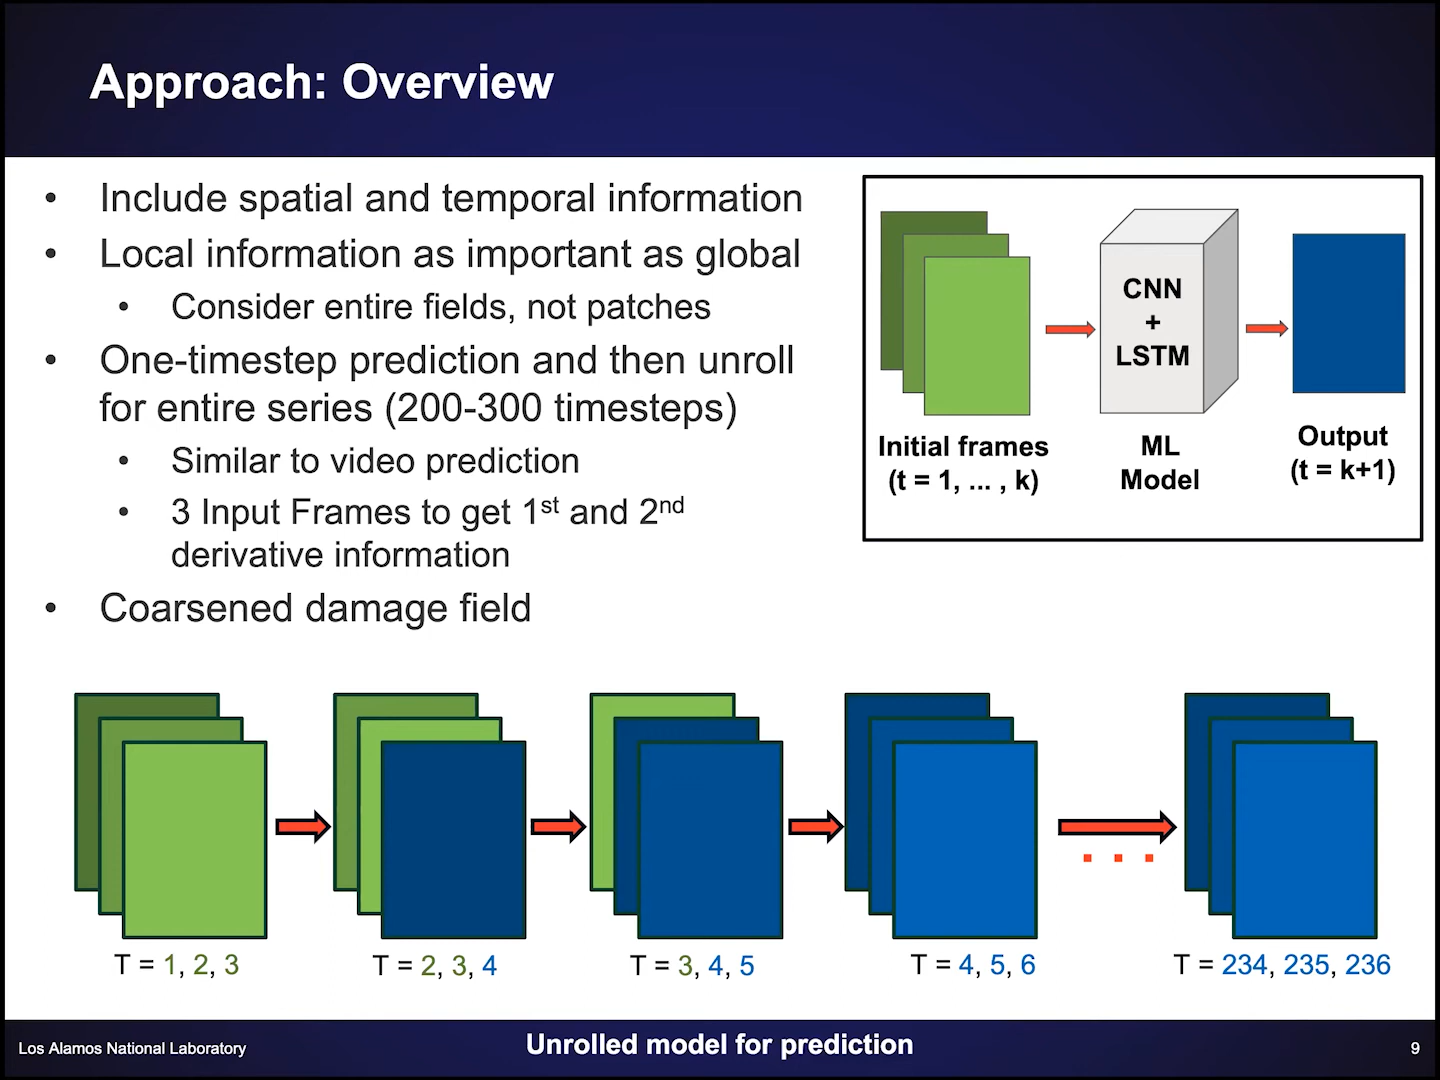 Approach: Overview
• Include spatial and temporal information
• Local information as important as global
• Consider entire fields, not patches
• One-timestep prediction and then unroll
for entire series (200-300 timesteps)
• Similar to video prediction
• 3 Input Frames to get 1st and 2nd
derivative information
• Coarsened damage field
CNN
+
LSTM
Initial frames
(t = 1, ... , k)
ML
Model
Output
(t = k+1)
T = 1, 2, 3
T = 2, 3, 4
T = 3, 4, 5
T = 4, 5, 6
T = 234, 235, 236
Los Alamos National Laboratory
Unrolled model for prediction
9